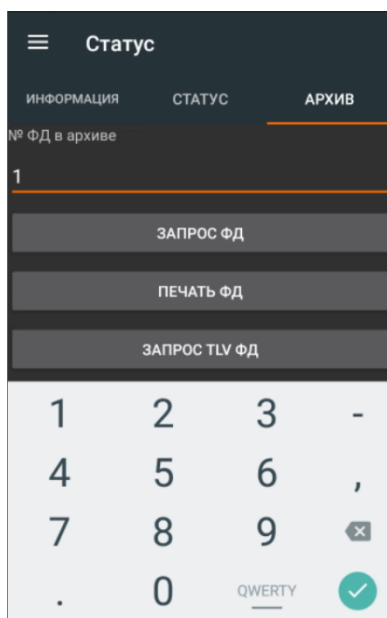 Статус
ИНФОРМАЦИЯ СТАТУС АРХИВ
№ ФД в архиве
1
ЗАПРОС ФД
ПЕЧАТЬ ФД
ЗАПРОС TLV ФД
1 2 3 -
4 5 6 ,
7 8 9
. 0 QWERTY